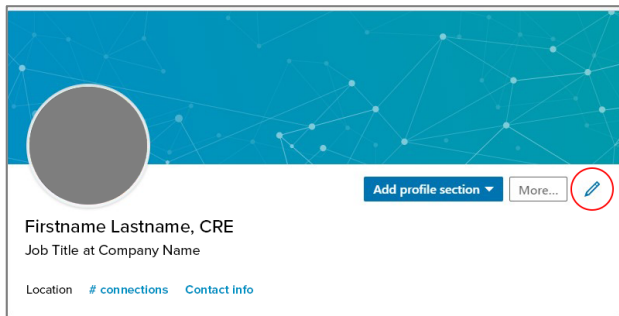 Add profile section
More...
Firstname Lastname, CRE
Job Title at Company Name
Location # connections Contact info